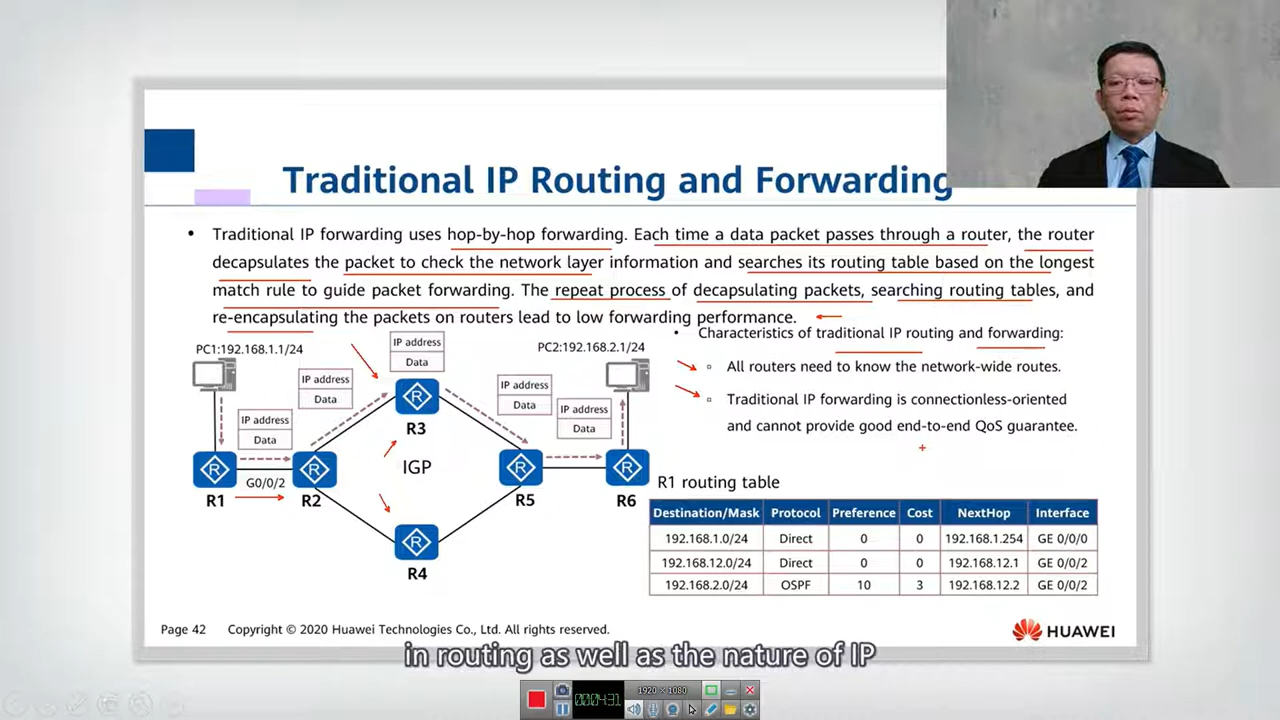 Traditional IP Routing and Forwarding
• Traditional IP forwarding uses hop-by-hop forwarding. Each time a data packet passes through a router, the router
decapsulates the packet to check the network layer information and searches its routing table based on the longest
match rule to guide packet forwarding. The repeat process of decapsulating packets, searching routing tables, and
re-encapsulating the packets on routers lead to low forwarding performance.
• Characteristics of traditional IP routing and forwarding:
▫ All routers need to know the network-wide routes.
▫ Traditional IP forwarding is connectionless-oriented
and cannot provide good end-to-end QoS guarantee.
PC1:192.168.1.1/24
IP address
Data
PC2:192.168.2.1/24
IP address
Data
IP address
Data
IP address
Data
IP address
Data
R3
IGP
G0/0/2
R1
R2
R5
R6
R4
R1 routing table
Destination/Mask Protocol Preference Cost NextHop Interface
192.168.1.0/24 Direct 0 0 192.168.1.254 GE 0/0/0
192.168.12.0/24 Direct 0 0 192.168.12.1 GE 0/0/2
192.168.2.0/24 OSPF 10 3 192.168.12.2 GE 0/0/2
Page 42 Copyright © 2020 Huawei Technologies Co., Ltd. All rights reserved.
HUAWEI
in routing as well as the nature of IP
000:4:31
1920 × 1080